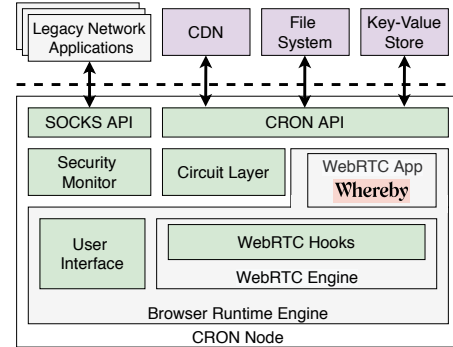 Legacy Network
Applications
CDN
File
System
Key-Value
Store
SOCKS API
CRON API
Security
Monitor
Circuit Layer
WebRTC App
Whereby
User
Interface
WebRTC Hooks
WebRTC Engine
Browser Runtime Engine
CRON Node